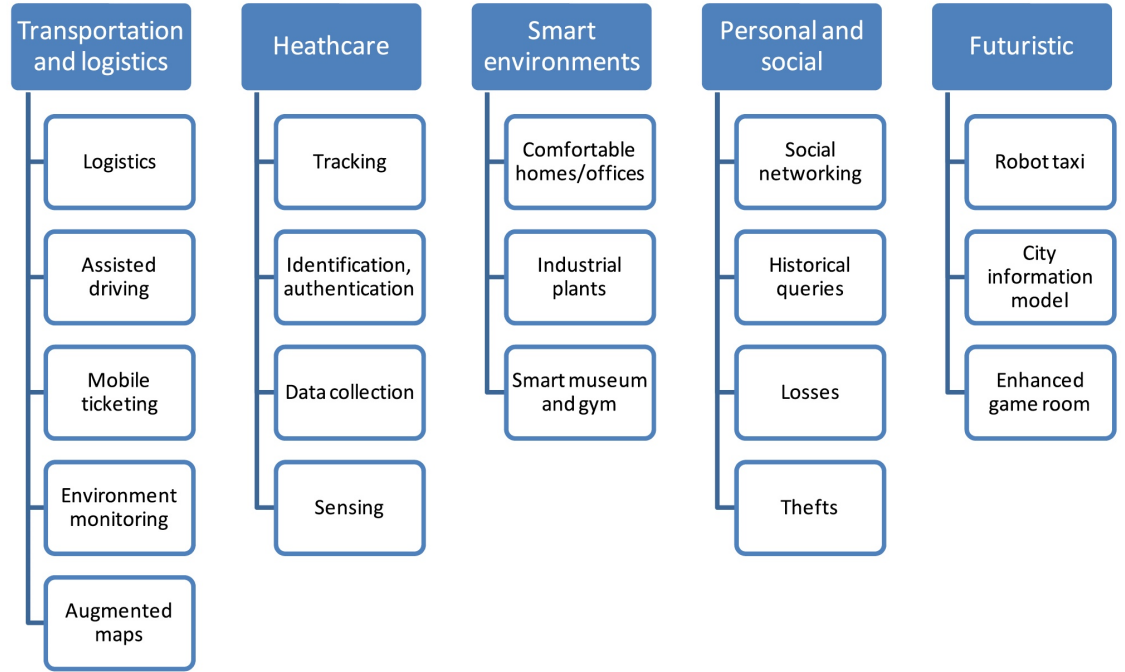 Transportation
and logistics
Logistics
Assisted
driving
Mobile
ticketing
Environment
monitoring
Augmented
maps
Heathcare
Tracking
Identification,
authentication
Data collection
Sensing
Smart
environments
Comfortable
homes/offices
Industrial
plants
Smart museum
and gym
Personal and
social
Social
networking
Historical
queries
Losses
Thefts
Futuristic
Robot taxi
City
information
model
Enhanced
game room